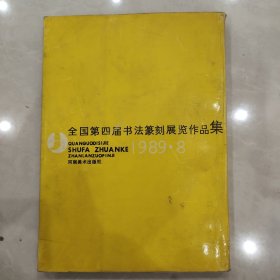 全国第四届书法篆刻展览作品集
QUANGUODISIJIE
SHUFA ZHUANKE
ZHANLANZUOPINJI
1989·8
河南美术出版社